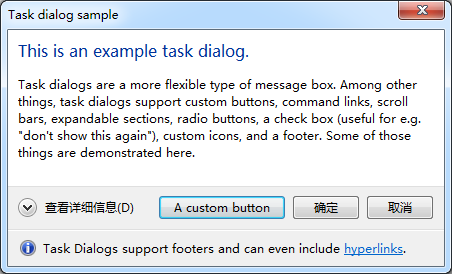 Task dialog sample
This is an example task dialog.
Task dialogs are a more flexible type of message box. Among other
things, task dialogs support custom buttons, command links, scroll
bars, expandable sections, radio buttons, a check box (useful for e.g.
"don't show this again"), custom icons, and a footer. Some of those
things are demonstrated here.
查看详细信息(D) A custom button 确定 取消
Task Dialogs support footers and can even include hyperlinks.